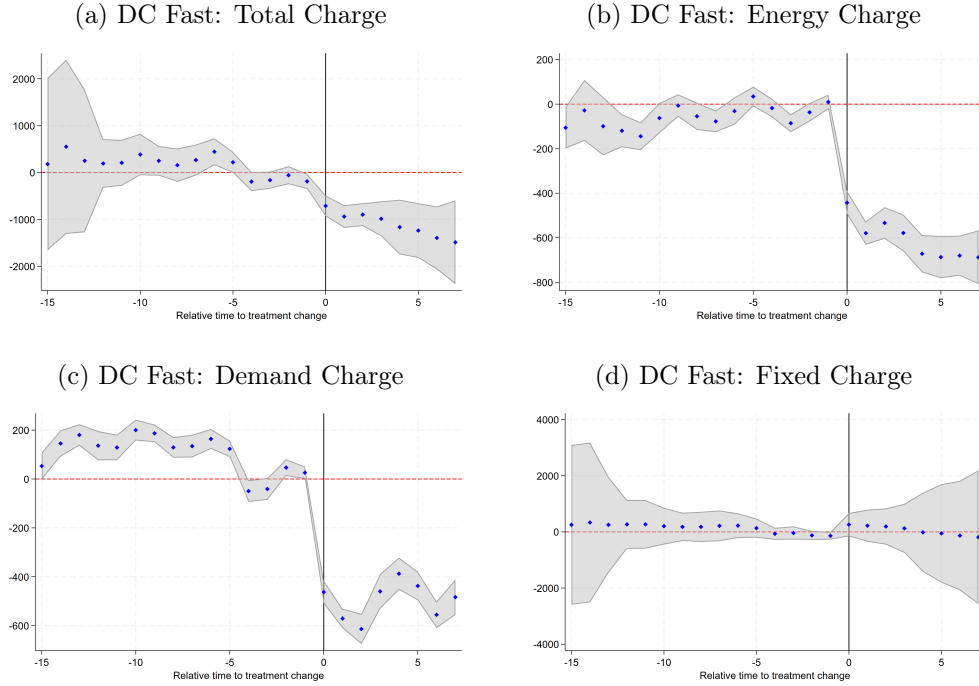 (a) DC Fast: Total Charge
2000
1000
0
-1000
-2000
-15 -10 -5 0 5
Relative time to treatment change
(b) DC Fast: Energy Charge
200
0
-200
-400
-600
-800
-15 -10 -5 0 5
Relative time to treatment change
(c) DC Fast: Demand Charge
200
0
-200
-400
-600
-15 -10 -5 0 5
Relative time to treatment change
(d) DC Fast: Fixed Charge
4000
2000
0
-2000
-4000
-15 -10 -5 0 5
Relative time to treatment change